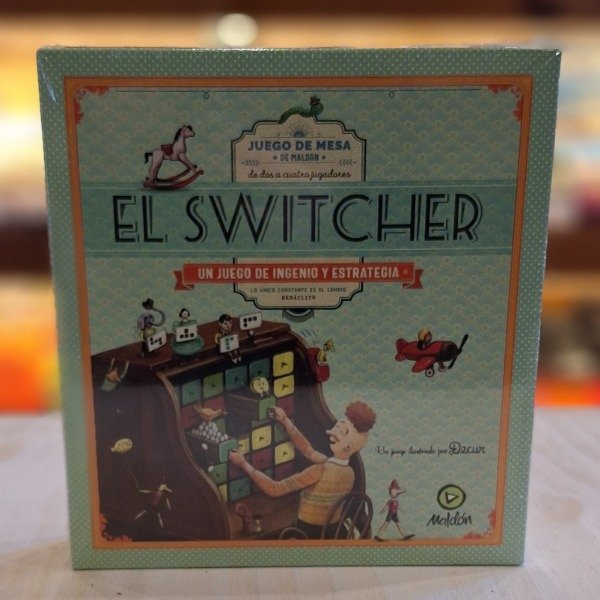 JUEGO DE MESA
DE MALDÓN
de dos a cuatro jugadores
EL SWITCHER
UN JUEGO DE INGENIO Y ESTRATEGIA
LO ÚNICO CONSTANTE ES EL CAMBIO
HERÁCLITO
Un juego ilustrado por Decur
Maldón